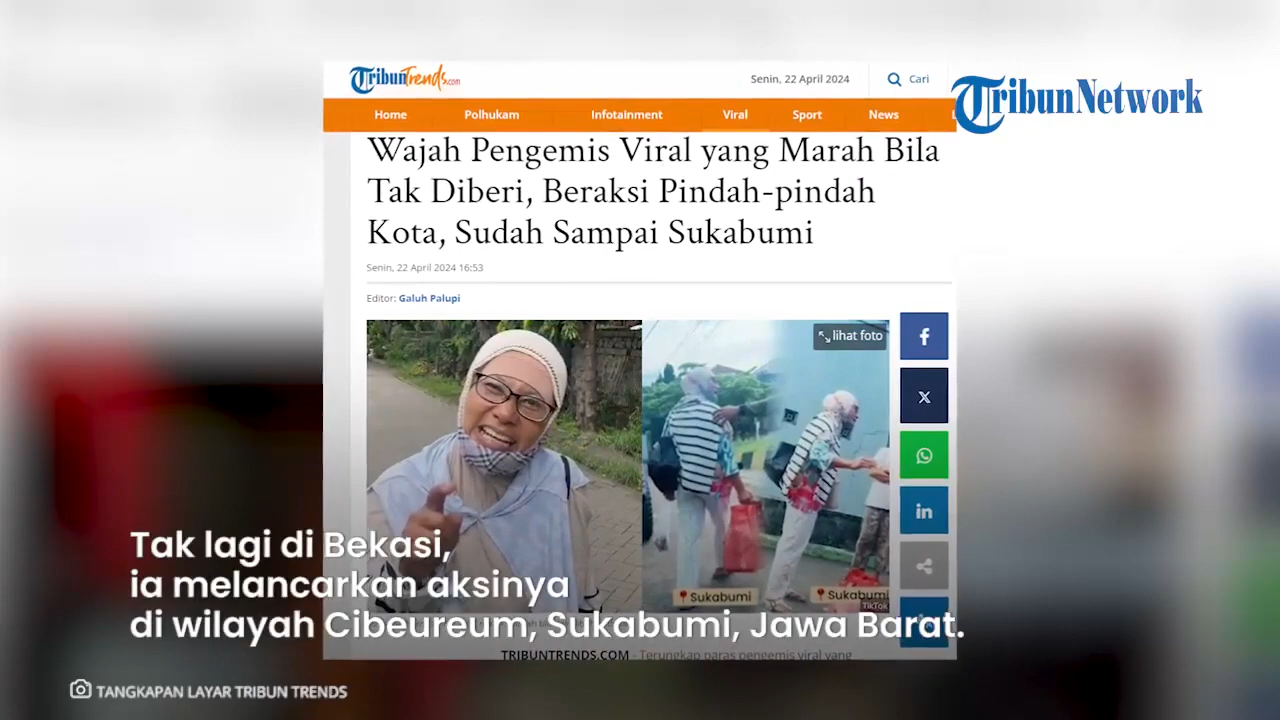 TribunTrends.com
Senin, 22 April 2024
Cari
TribunNetwork
Home
Polhukam
Infotainment
Viral
Sport
News
Wajah Pengemis Viral yang Marah Bila
Tak Diberi, Beraksi Pindah-pindah
Kota, Sudah Sampai Sukabumi
Senin, 22 April 2024 16:53
Editor: Galuh Palupi
lihat foto
Sukabumi
Sukabumi
TikTok
Tak lagi di Bekasi,
ia melancarkan aksinya
di wilayah Cibeureum, Sukabumi, Jawa Barat.
TRIBUNTRENDS.COM - Terungkap paras pengemis viral yang
TANGKAPAN LAYAR TRIBUN TRENDS